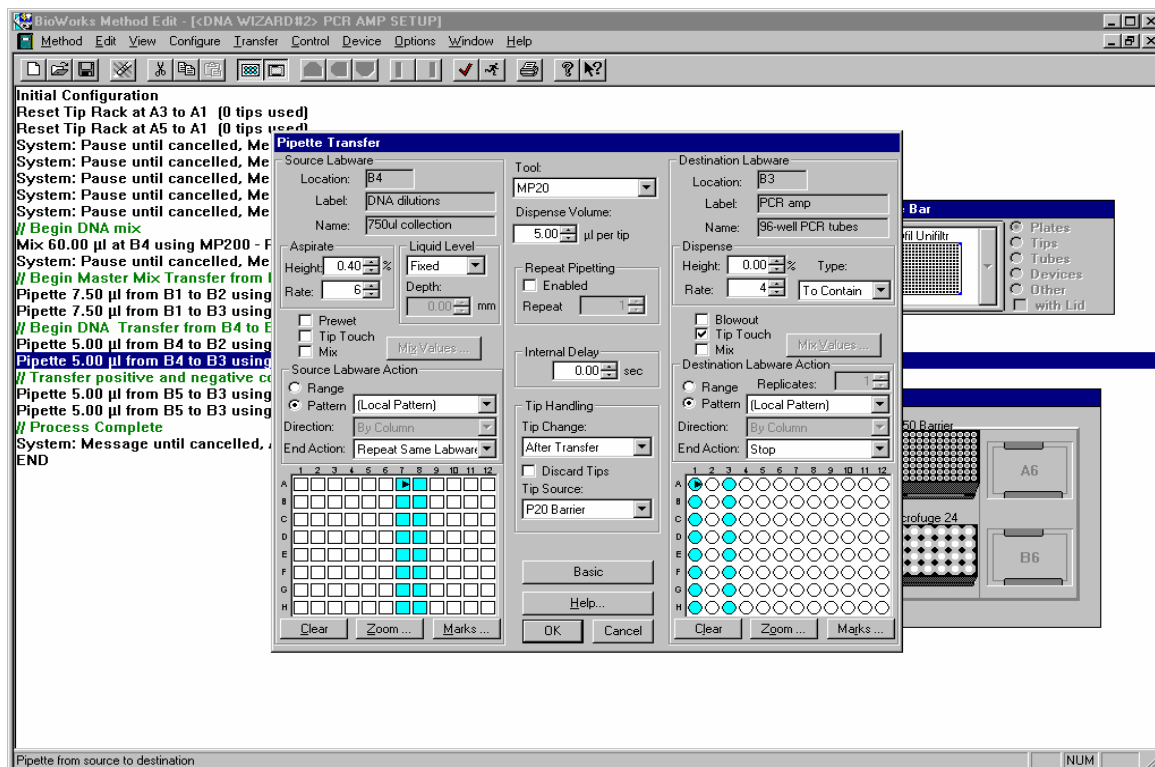 BioWorks Method Edit - [<DNA WIZARD#2> PCR AMP SETUP]
Method Edit View Configure Transfer Control Device Options Window Help
Initial Configuration
Reset Tip Rack at A3 to A1 (0 tips used)
Reset Tip Rack at A5 to A1 (0 tips used)
System: Pause until cancelled, Me
System: Pause until cancelled, Me
System: Pause until cancelled, Me
System: Pause until cancelled, Me
System: Pause until cancelled, Me
// Begin DNA mix
Mix 60.00 µl at B4 using MP200 - F
System: Pause until cancelled, Me
// Begin Master Mix Transfer from
Pipette 7.50 µl from B1 to B2 using
Pipette 7.50 µl from B1 to B3 using
// Begin DNA Transfer from B4 to
Pipette 5.00 µl from B4 to B2 using
Pipette 5.00 µl from B4 to B3 using
// Transfer positive and negative co
Pipette 5.00 µl from B5 to B3 using
Pipette 5.00 µl from B5 to B3 using
// Process Complete
System: Message until cancelled,
END
Pipette Transfer
Source Labware
Location: B4
Label: DNA dilutions
Name: 750ul collection
Aspirate
Height: 0.40 %
Rate: 6
Liquid Level
Fixed
Depth:
0.00 mm
Prewet
Tip Touch
Mix
Mix Values ...
Source Labware Action
Range
Pattern (Local Pattern)
Direction: By Column
End Action: Repeat Same Labware
1 2 3 4 5 6 7 8 9 10 11 12
A
B
C
D
E
F
G
H
Clear Zoom ... Marks ...
Tool:
MP20
Dispense Volume:
5.00 µl per tip
Repeat Pipetting
Enabled
Repeat 1
Internal Delay
0.00 sec
Tip Handling
Tip Change:
After Transfer
Discard Tips
Tip Source:
P20 Barrier
Basic
Help...
OK Cancel
Destination Labware
Location: B3
Label: PCR amp
Name: 96-well PCR tubes
Dispense
Height: 0.00 % Type:
Rate: 4 To Contain
Blowout
Tip Touch
Mix
Mix Values ...
Destination Labware Action
Range Replicates: 1
Pattern (Local Pattern)
Direction: By Column
End Action: Stop
1 2 3 4 5 6 7 8 9 10 11 12
A
B
C
D
E
F
G
H
Clear Zoom ... Marks ...
e Bar
fil Unifiltr
Plates
Tips
Tubes
Devices
Other
with Lid
50 Barrier
A6
crofuge 24
B6
Pipette from source to destination
NUM